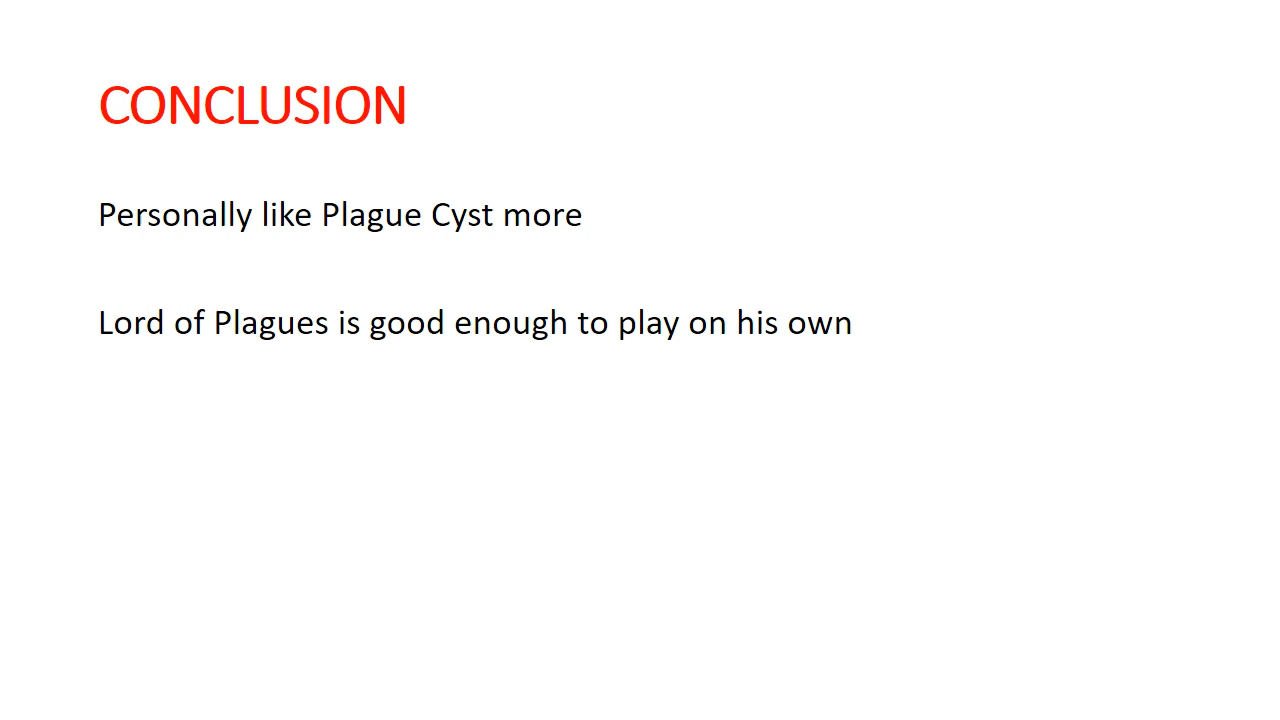 CONCLUSION
Personally like Plague Cyst more
Lord of Plagues is good enough to play on his own